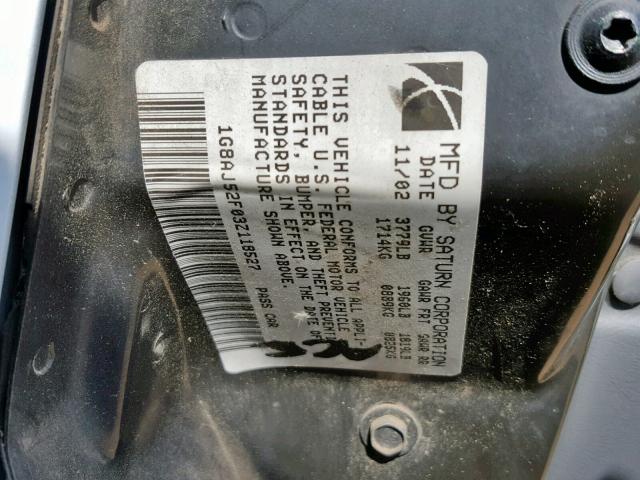 MFD BY SATURN CORPORATION
DATE GVWR GAWR FRT GAWR RR
11/02 3779LB 1960LB 1819LB
1714KG 0889KG 0825KG
THIS VEHICLE CONFORMS TO ALL APPLI-
CABLE U.S. FEDERAL MOTOR VEHICLE
SAFETY, BUMPER, AND THEFT PREVENTION
STANDARDS IN EFFECT ON THE DATE OF
MANUFACTURE SHOWN ABOVE.
1G8AJ52F03Z118527 PASS CAR